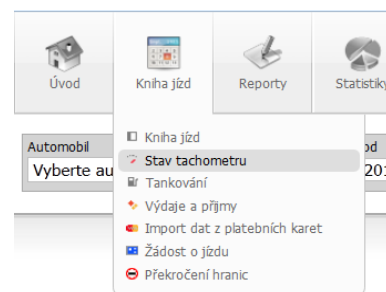 Úvod
Kniha jízd
Reporty
Statistiky
Automobil
Vyberte au
Kniha jízd
Stav tachometru
Tankování
Výdaje a příjmy
Import dat z platebních karet
Žádost o jízdu
Překročení hranic
od
201